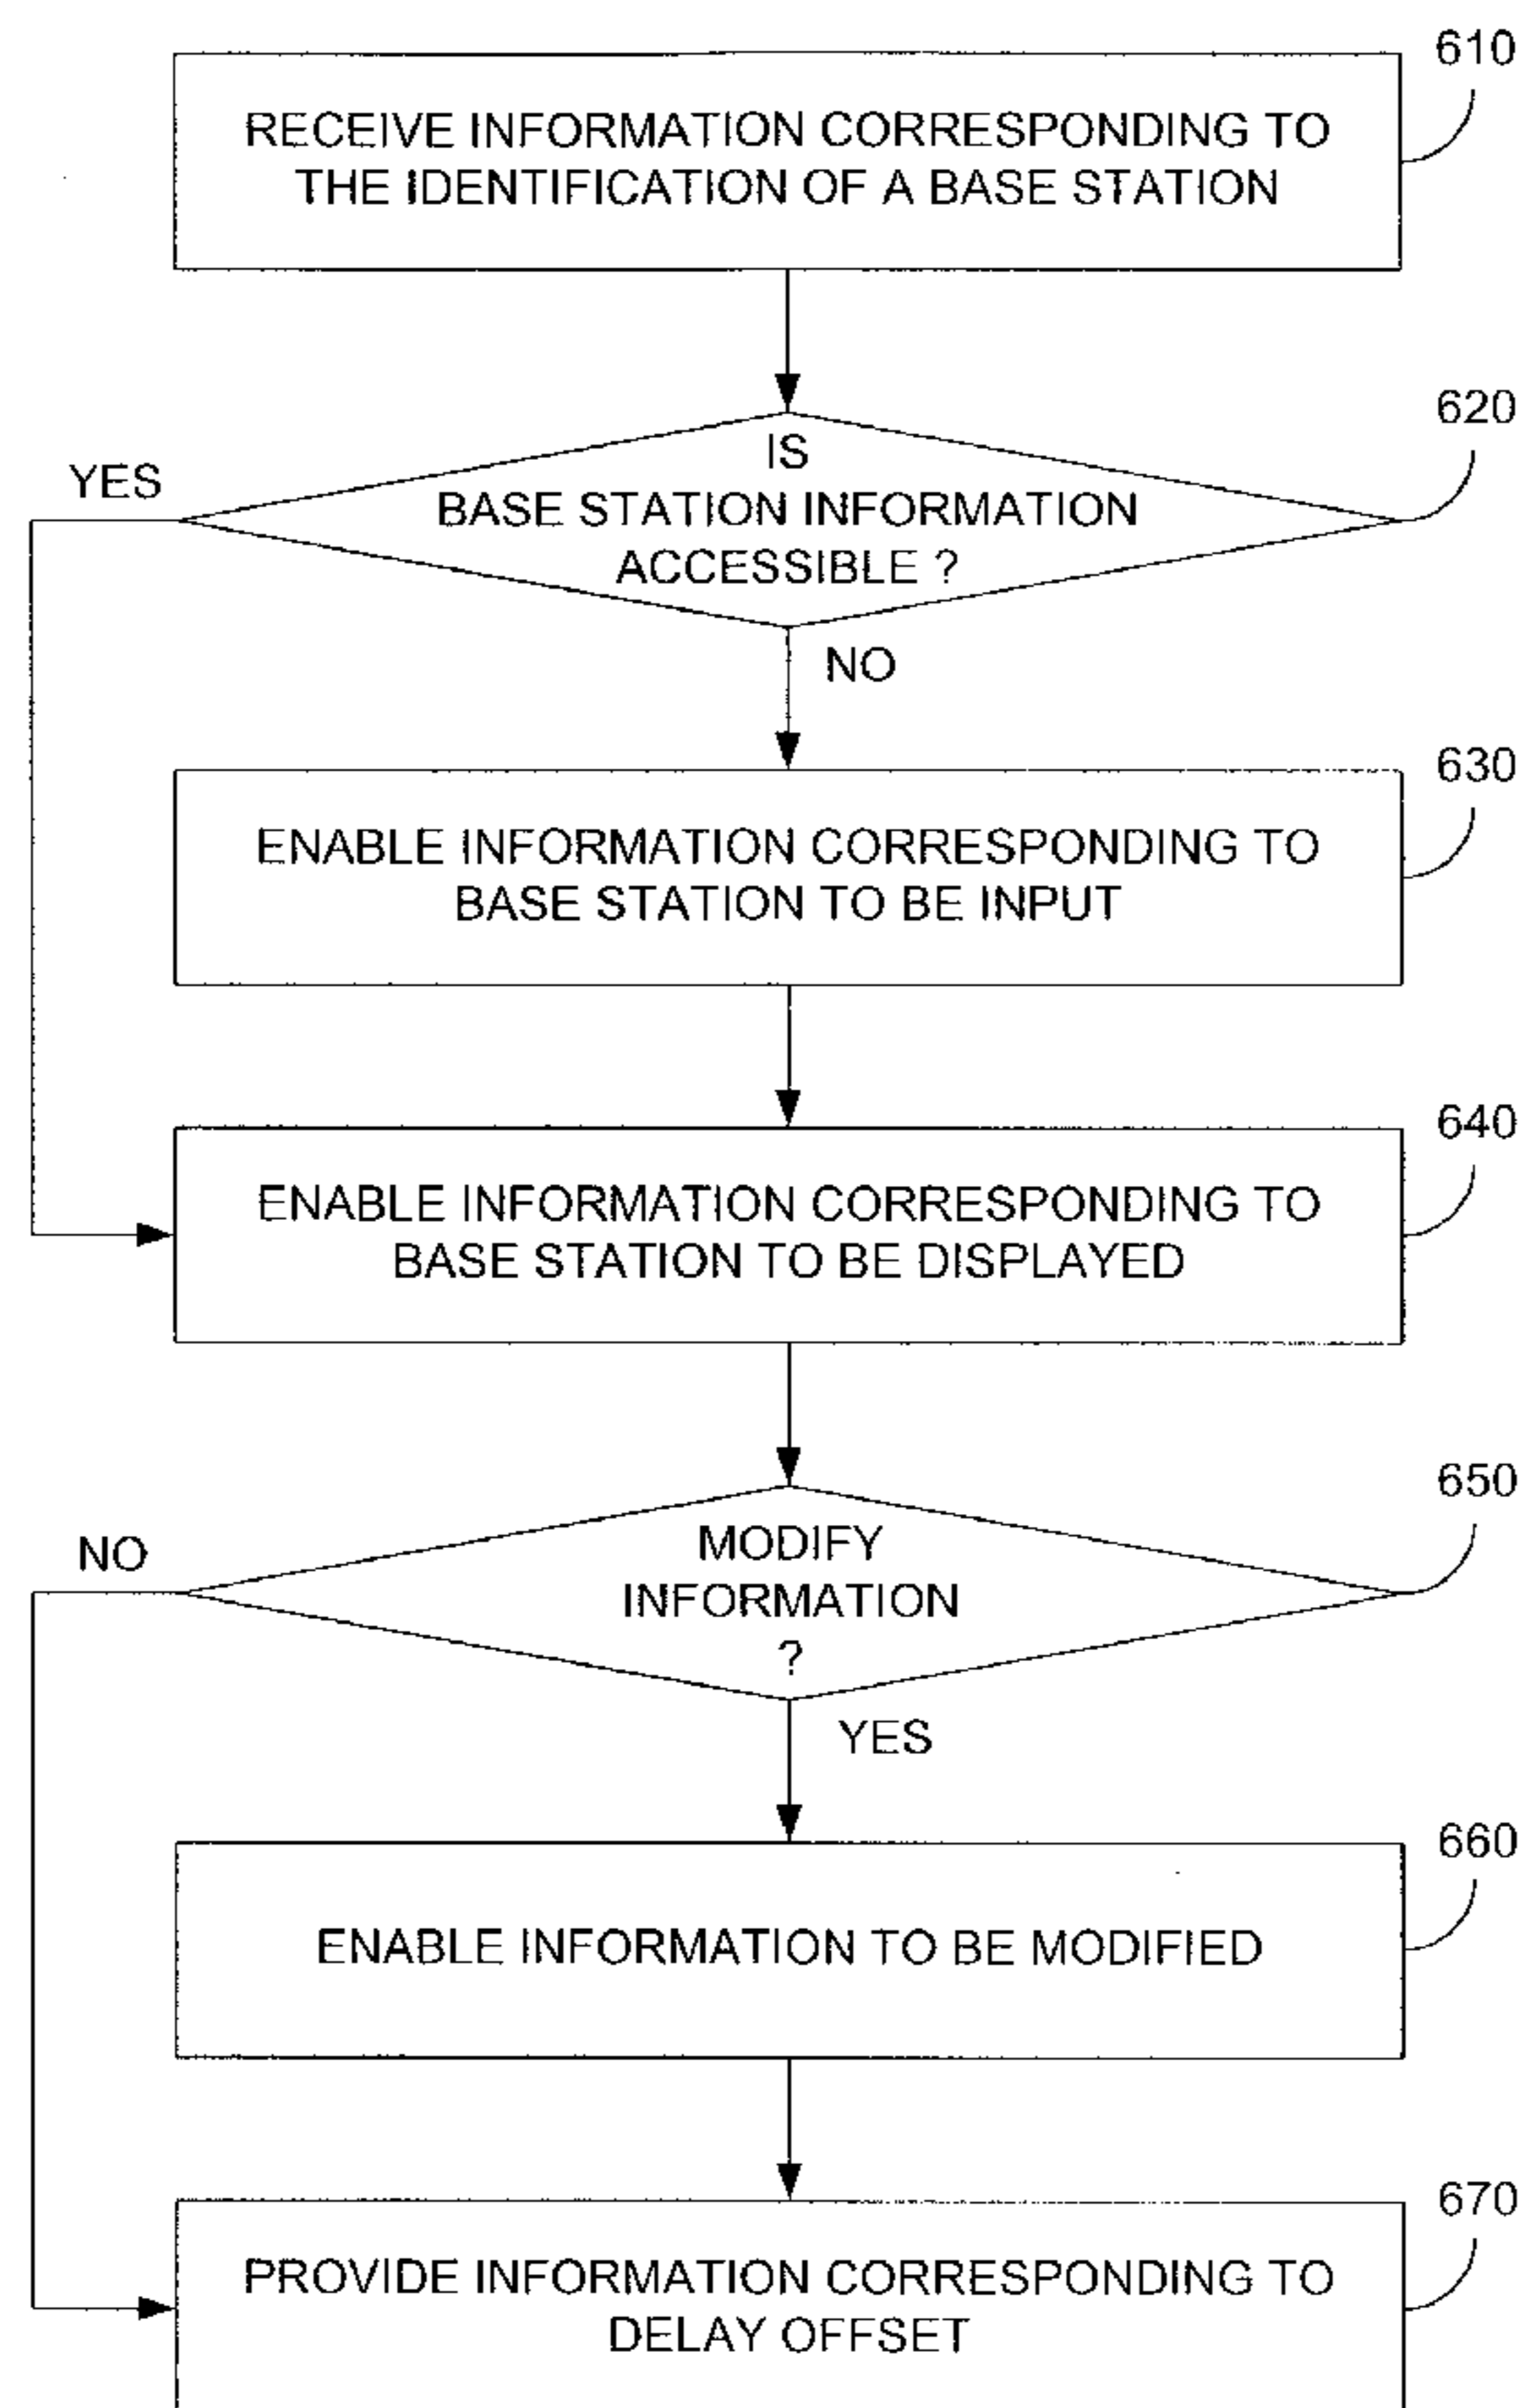 610
RECEIVE INFORMATION CORRESPONDING TO
THE IDENTIFICATION OF A BASE STATION
620
YES
IS
BASE STATION INFORMATION
ACCESSIBLE ?
NO
630
ENABLE INFORMATION CORRESPONDING TO
BASE STATION TO BE INPUT
640
ENABLE INFORMATION CORRESPONDING TO
BASE STATION TO BE DISPLAYED
650
NO
MODIFY
INFORMATION
?
YES
660
ENABLE INFORMATION TO BE MODIFIED
670
PROVIDE INFORMATION CORRESPONDING TO
DELAY OFFSET